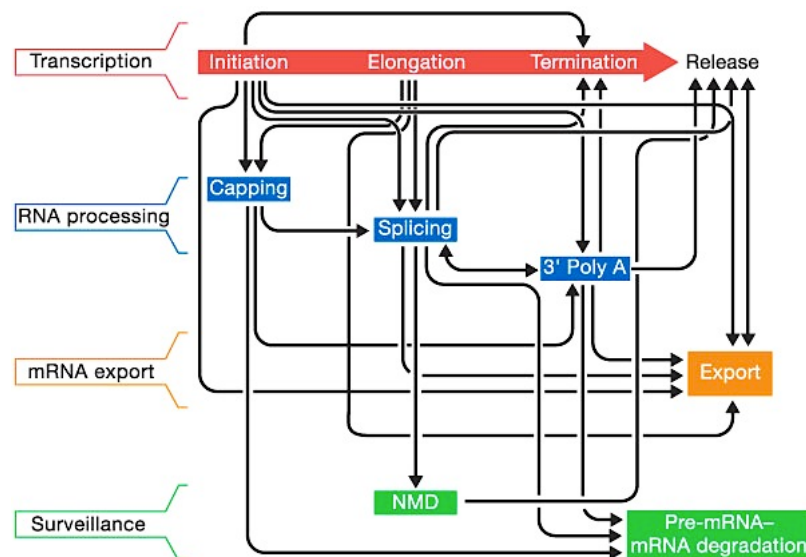 Transcription
Initiation
Elongation
Termination
Release
RNA processing
Capping
Splicing
3' Poly A
mRNA export
Export
Surveillance
NMD
Pre-mRNA–
mRNA degradation